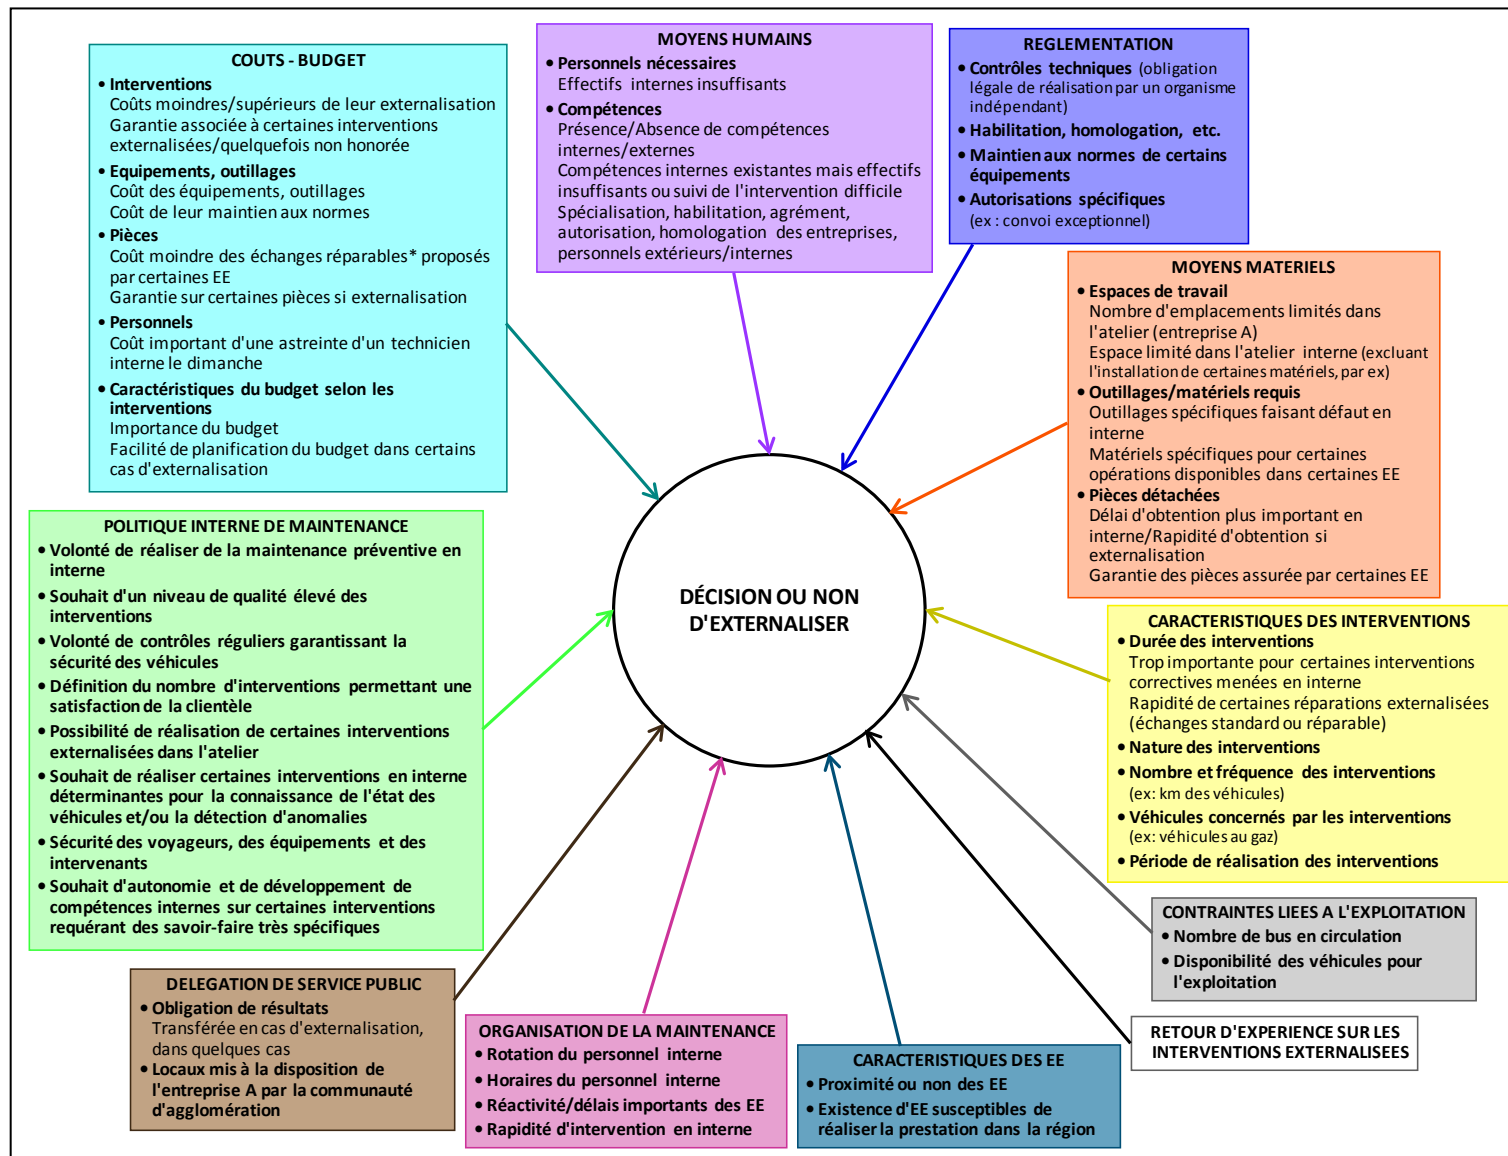 COUTS - BUDGET
• Interventions
Coûts moindres/supérieurs de leur externalisation
Garantie associée à certaines interventions
externalisées/quelquefois non honorée
• Equipements, outillages
Coût des équipements, outillages
Coût de leur maintien aux normes
• Pièces
Coût moindre des échanges réparables* proposés
par certaines EE
Garantie sur certaines pièces si externalisation
• Personnels
Coût important d'une astreinte d'un technicien
interne le dimanche
• Caractéristiques du budget selon les
interventions
Importance du budget
Facilité de planification du budget dans certains
cas d'externalisation
MOYENS HUMAINS
• Personnels nécessaires
Effectifs internes insuffisants
• Compétences
Présence/Absence de compétences
internes/externes
Compétences internes existantes mais effectifs
insuffisants ou suivi de l'intervention difficile
Spécialisation, habilitation, agrément,
autorisation, homologation des entreprises,
personnels extérieurs/internes
REGLEMENTATION
• Contrôles techniques (obligation
légale de réalisation par un organisme
indépendant)
• Habilitation, homologation, etc.
• Maintien aux normes de certains
équipements
• Autorisations spécifiques
(ex : convoi exceptionnel)
MOYENS MATERIELS
• Espaces de travail
Nombre d'emplacements limités dans
l'atelier (entreprise A)
Espace limité dans l'atelier interne (excluant
l'installation de certaines matériels, par ex)
• Outillages/matériels requis
Outillages spécifiques faisant défaut en
interne
Matériels spécifiques pour certaines
opérations disponibles dans certaines EE
• Pièces détachées
Délai d'obtention plus important en
interne/Rapidité d'obtention si
externalisation
Garantie des pièces assurée par certaines EE
POLITIQUE INTERNE DE MAINTENANCE
• Volonté de réaliser de la maintenance préventive en
interne
• Souhait d'un niveau de qualité élevé des
interventions
• Volonté de contrôles réguliers garantissant la
sécurité des véhicules
• Définition du nombre d'interventions permettant une
satisfaction de la clientèle
• Possibilité de réalisation de certaines interventions
externalisées dans l'atelier
• Souhait de réaliser certaines interventions en interne
déterminantes pour la connaissance de l'état des
véhicules et/ou la détection d'anomalies
• Sécurité des voyageurs, des équipements et des
intervenants
• Souhait d'autonomie et de développement de
compétences internes sur certaines interventions
requérant des savoir-faire très spécifiques
DÉCISION OU NON
D'EXTERNALISER
CARACTERISTIQUES DES INTERVENTIONS
• Durée des interventions
Trop importante pour certaines interventions
correctives menées en interne
Rapidité de certaines réparations externalisées
(échanges standard ou réparable)
• Nature des interventions
• Nombre et fréquence des interventions
(ex: km des véhicules)
• Véhicules concernés par les interventions
(ex: véhicules au gaz)
• Période de réalisation des interventions
CONTRAINTES LIEES A L'EXPLOITATION
• Nombre de bus en circulation
• Disponibilité des véhicules pour
l'exploitation
DELEGATION DE SERVICE PUBLIC
• Obligation de résultats
Transférée en cas d'externalisation,
dans quelques cas
• Locaux mis à la disposition de
l'entreprise A par la communauté
d'agglomération
ORGANISATION DE LA MAINTENANCE
• Rotation du personnel interne
• Horaires du personnel interne
• Réactivité/délais importants des EE
• Rapidité d'intervention en interne
CARACTERISTIQUES DES EE
• Proximité ou non des EE
• Existence d'EE susceptibles de
réaliser la prestation dans la région
RETOUR D'EXPERIENCE SUR LES
INTERVENTIONS EXTERNALISEES